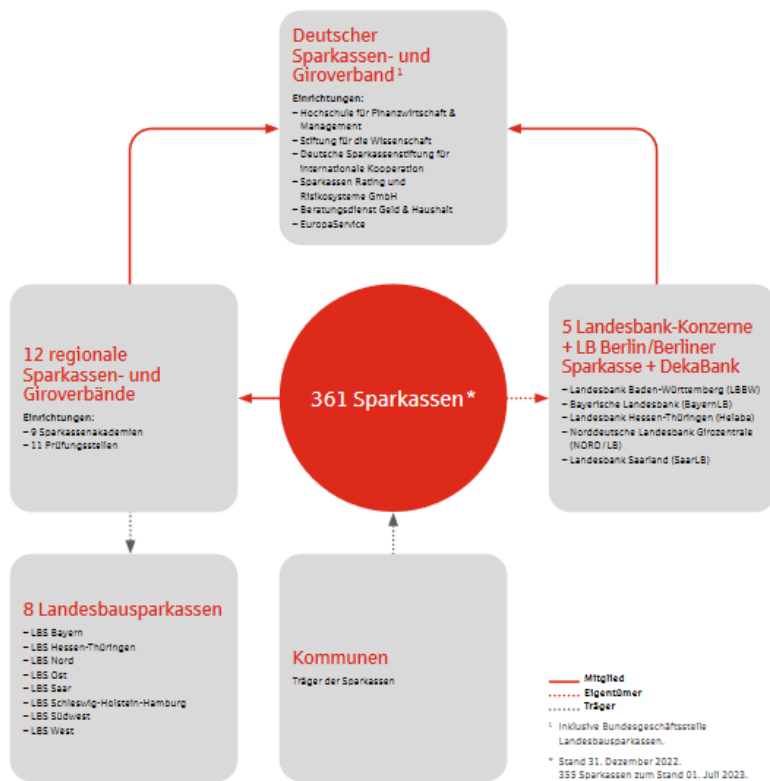 Deutscher
Sparkassen- und
Giroverband ¹
Einrichtungen:
– Hochschule für Finanzwirtschaft &
Management
– Stiftung für die Wissenschaft
– Deutsche Sparkassenstiftung für
internationale Kooperation
– Sparkassen Rating und
Risikosysteme GmbH
– Beratungsdienst Geld & Haushalt
– EuropaService
12 regionale
Sparkassen- und
Giroverbände
Einrichtungen:
– 9 Sparkassenakademien
– 11 Prüfungsstellen
361 Sparkassen *
5 Landesbank-Konzerne
+ LB Berlin/Berliner
Sparkasse + DekaBank
– Landesbank Baden-Württemberg (LBBW)
– Bayerische Landesbank (BayernLB)
– Landesbank Hessen-Thüringen (Helaba)
– Norddeutsche Landesbank Girozentrale
(NORD/LB)
– Landesbank Saarland (SaarLB)
8 Landesbausparkassen
– LBS Bayern
– LBS Hessen-Thüringen
– LBS Nord
– LBS Ost
– LBS Saar
– LBS Schleswig-Holstein-Hamburg
– LBS Südwest
– LBS West
Kommunen
Träger der Sparkassen
Mitglied
Eigentümer
Träger
¹ Inklusive Bundesgeschäftsstelle
Landesbausparkassen.
* Stand 31. Dezember 2022.
355 Sparkassen zum Stand 01. Juli 2023.